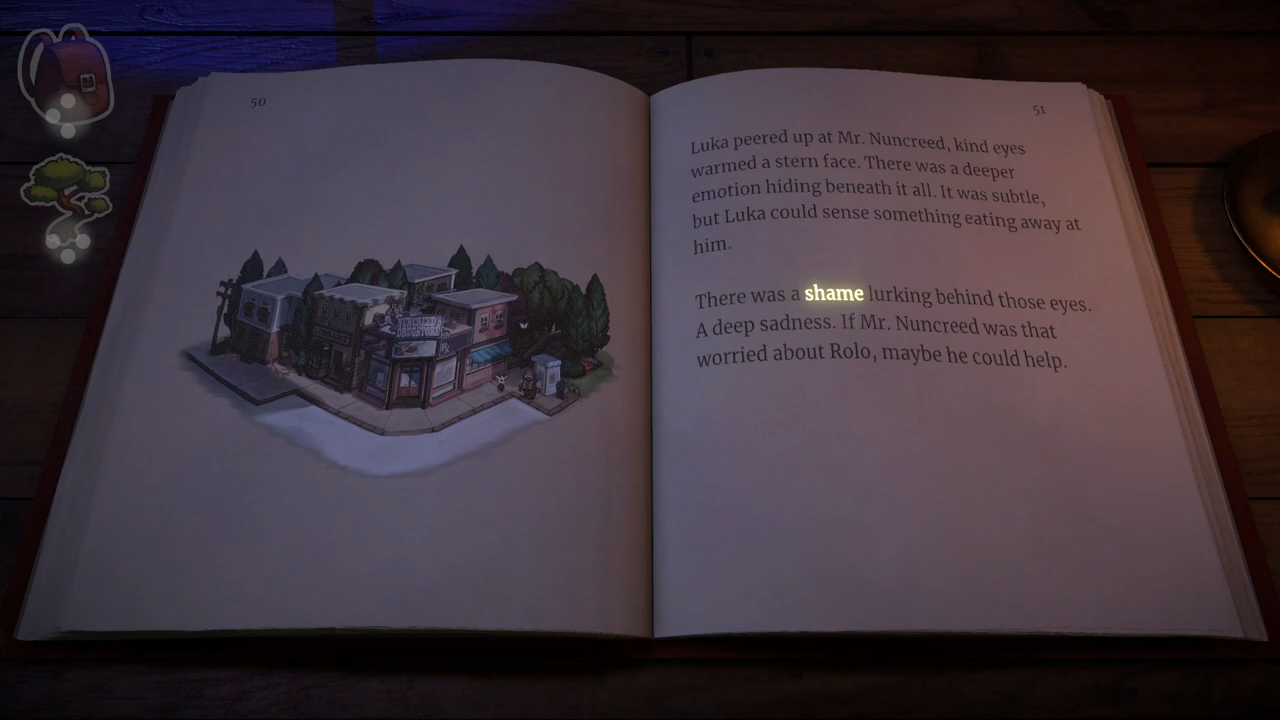 50
51
Luka peered up at Mr. Nuncreed, kind eyes
warmed a stern face. There was a deeper
emotion hiding beneath it all. It was subtle,
but Luka could sense something eating away at
him.
There was a shame lurking behind those eyes.
A deep sadness. If Mr. Nuncreed was that
worried about Rolo, maybe he could help.